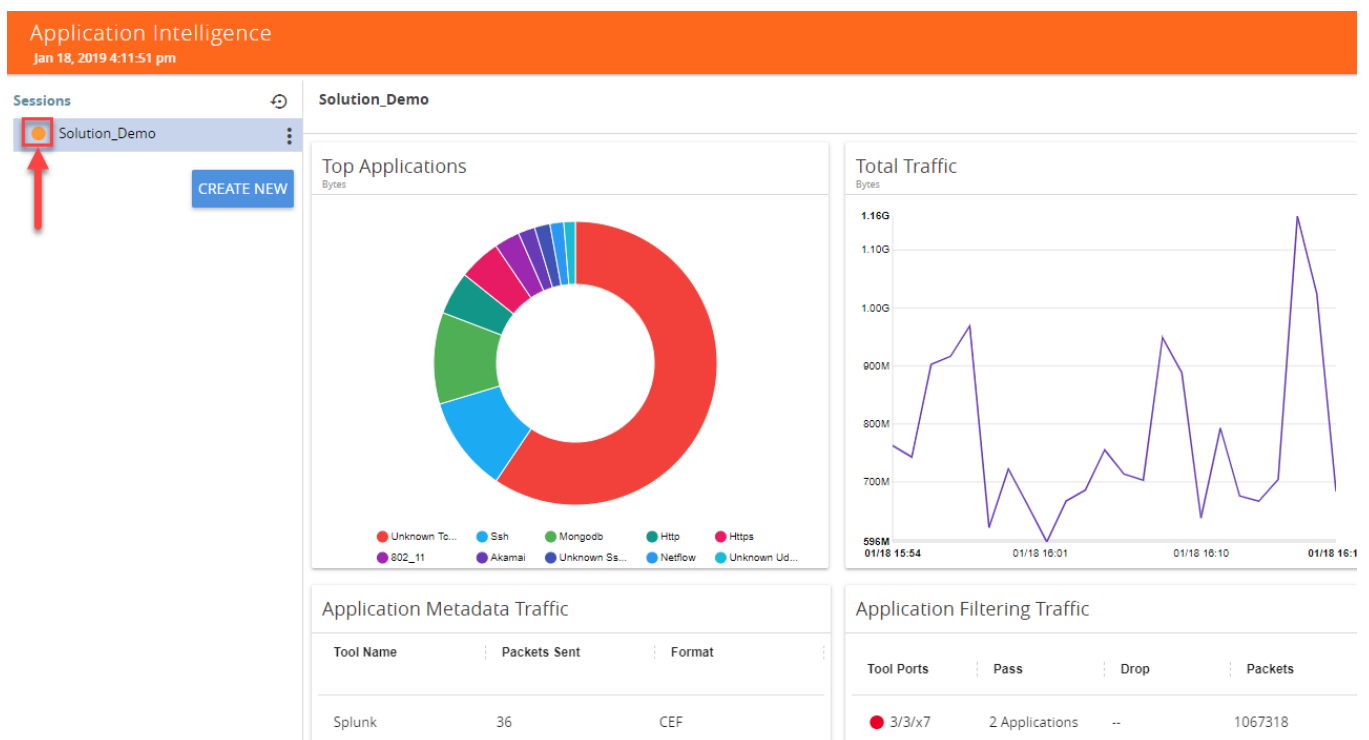 Application Intelligence
Jan 18, 2019 4:11:51 pm
Sessions
Solution_Demo
CREATE NEW
Solution_Demo
Top Applications
Bytes
Unknown Tc... Ssh Mongodb Http Https
802_11 Akamai Unknown Ss... Netflow Unknown Ud...
Total Traffic
Bytes
1.16G
1.10G
1.00G
900M
800M
700M
596M
01/18 15:54 01/18 16:01 01/18 16:10 01/18 16:1
Application Metadata Traffic
Tool Name Packets Sent Format
Splunk 36 CEF
Application Filtering Traffic
Tool Ports Pass Drop Packets
3/3/x7 2 Applications -- 1067318